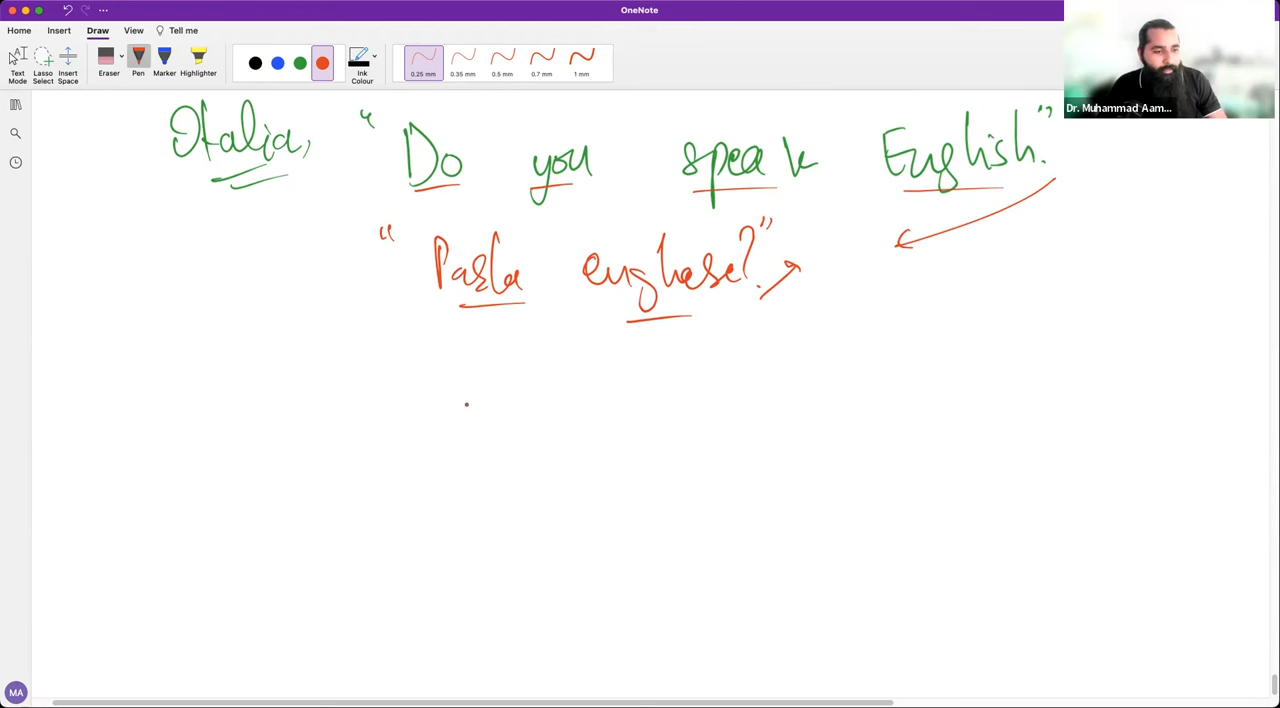 OneNote
Home Insert Draw View Tell me
Text Mode Lasso Select Insert Space Eraser Pen Marker Highlighter Ink Colour 0.25 mm 0.35 mm 0.5 mm 0.7 mm 1 mm
Dr. Muhammad Aam...
Italia, "Do you speak English."
"Parla englese?"
MA